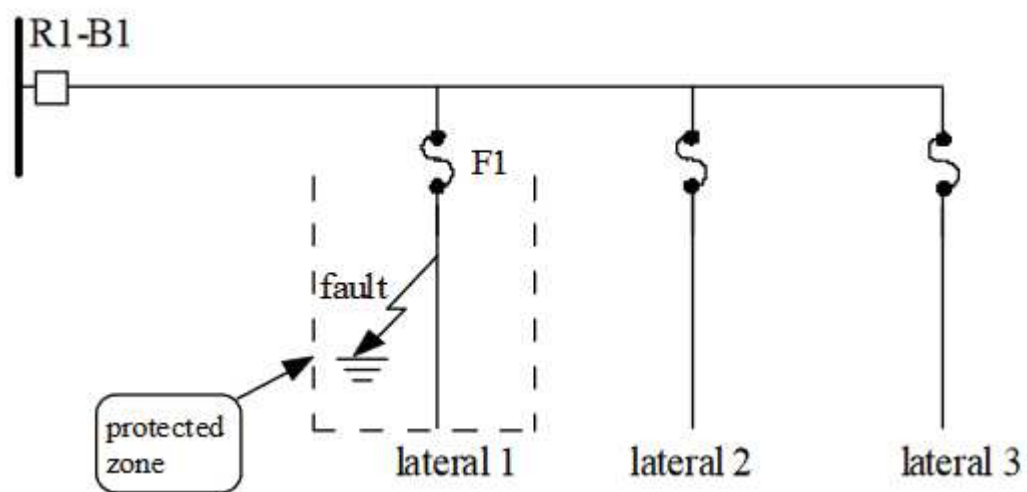 R1-B1
F1
fault
protected
zone
lateral 1
lateral 2
lateral 3